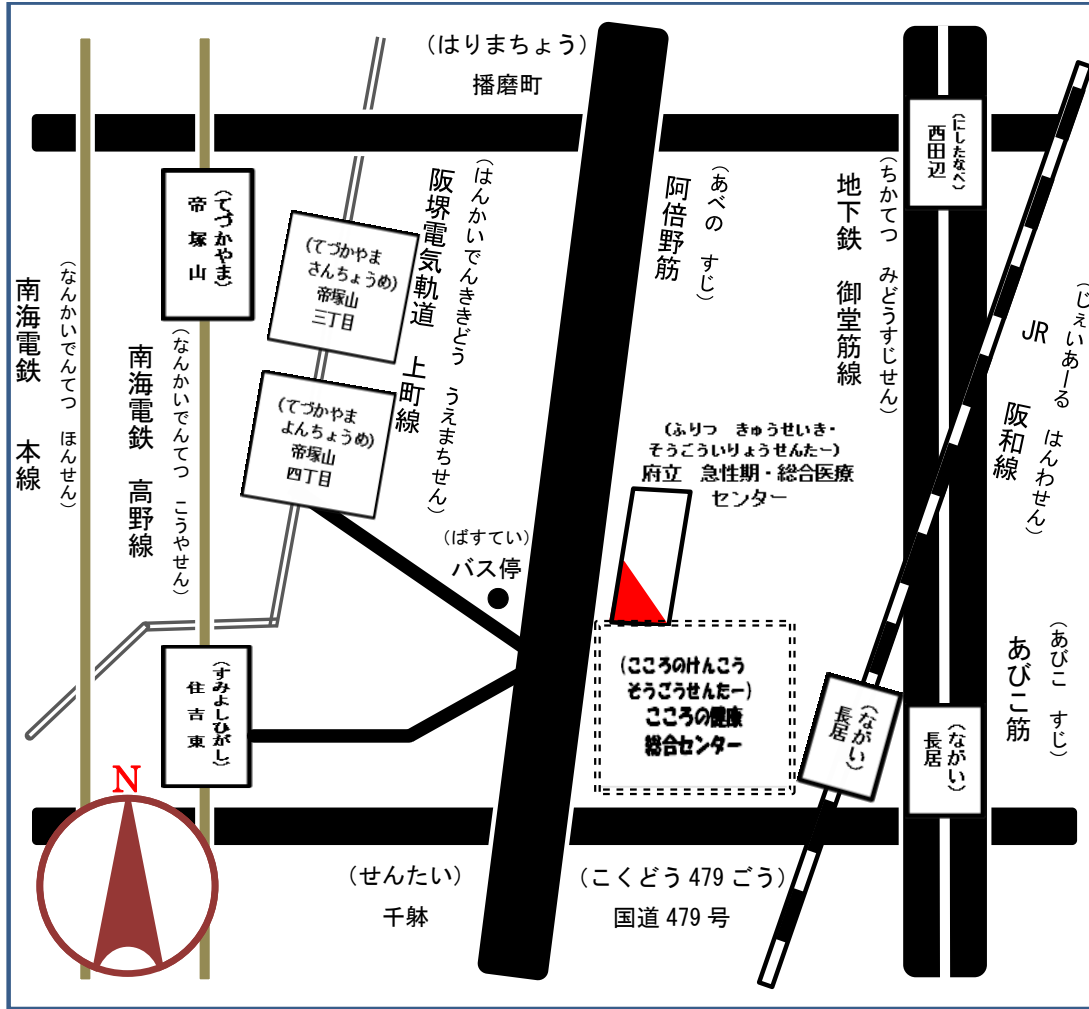 （はりまちょう）
播磨町
（にしたなべ）
西田辺
（てづかやま）
帝塚山
（てづかやま
さんちょうめ）
帝塚山
三丁目
（てづかやま
よんちょうめ）
帝塚山
四丁目
（はんかいでんききどう　うえまちせん）
阪堺電気軌道　上町線
（あべの　すじ）
阿倍野筋
（ちかてつ　みどうすじせん）
地下鉄　御堂筋線
（じぇいあーる　はんわせん）
JR　阪和線
（なんかいでんてつ　ほんせん）
南海電鉄　本線
（なんかいでんてつ　こうやせん）
南海電鉄　高野線
（ふりつ　きゅうせいき・
そうごういりょうせんたー）
府立　急性期・総合医療
センター
（ばすてい）
バス停
（こころのけんこう
そうごうせんたー）
こころの健康
総合センター
（すみよしひがし）
住吉東
（ながい）
長居
（ながい）
長居
（あびこ　すじ）
あびこ筋
N
（せんたい）
千躰
（こくどう479ごう）
国道479号